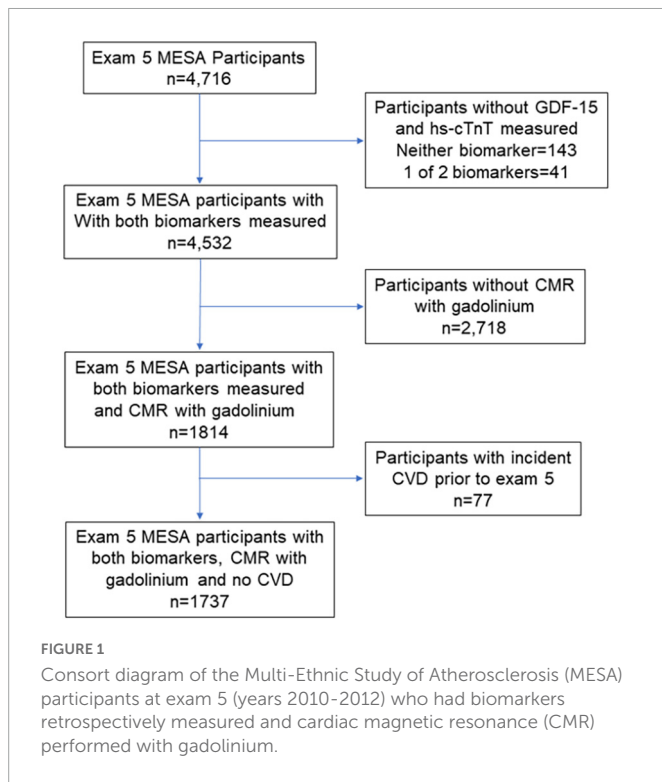 Exam 5 MESA Participants
n=4,716
Participants without GDF-15
and hs-cTnT measured
Neither biomarker=143
1 of 2 biomarkers=41
Exam 5 MESA participants with
With both biomarkers measured
n=4,532
Participants without CMR
with gadolinium
n=2,718
Exam 5 MESA participants with
both biomarkers measured
and CMR with gadolinium
n=1814
Participants with incident
CVD prior to exam 5
n=77
Exam 5 MESA participants with
both biomarkers, CMR with
gadolinium and no CVD
n=1737
FIGURE 1
Consort diagram of the Multi-Ethnic Study of Atherosclerosis (MESA)
participants at exam 5 (years 2010-2012) who had biomarkers
retrospectively measured and cardiac magnetic resonance (CMR)
performed with gadolinium.